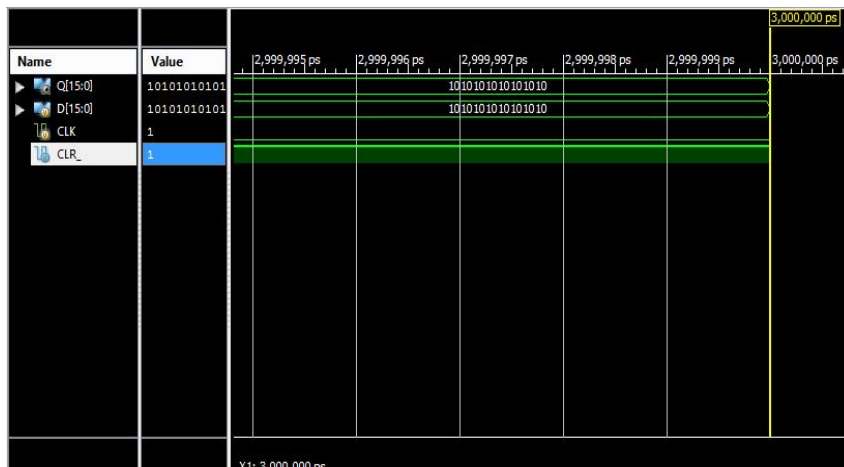 3,000,000 ps
Name Value 2,999,995 ps 2,999,996 ps 2,999,997 ps 2,999,998 ps 2,999,999 ps 3,000,000 ps
Q[15:0] 10101010101 1010101010101010
D[15:0] 10101010101 1010101010101010
CLK 1
CLR_ 1
X1: 3,000,000 ps